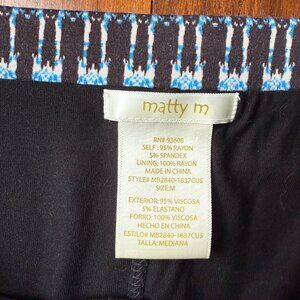 matty m
RN# 93608
SELF: 95% RAYON
5% SPANDEX
LINING: 100% RAYON
MADE IN CHINA
STYLE# MB2840-1837CUS
SIZE:M
EXTERIOR: 95% VISCOSA
5% ELASTANO
FORRO: 100% VISCOSA
HECHO EN CHINA
ESTILO# MB2840-1837CUS
TALLA: MEDIANA